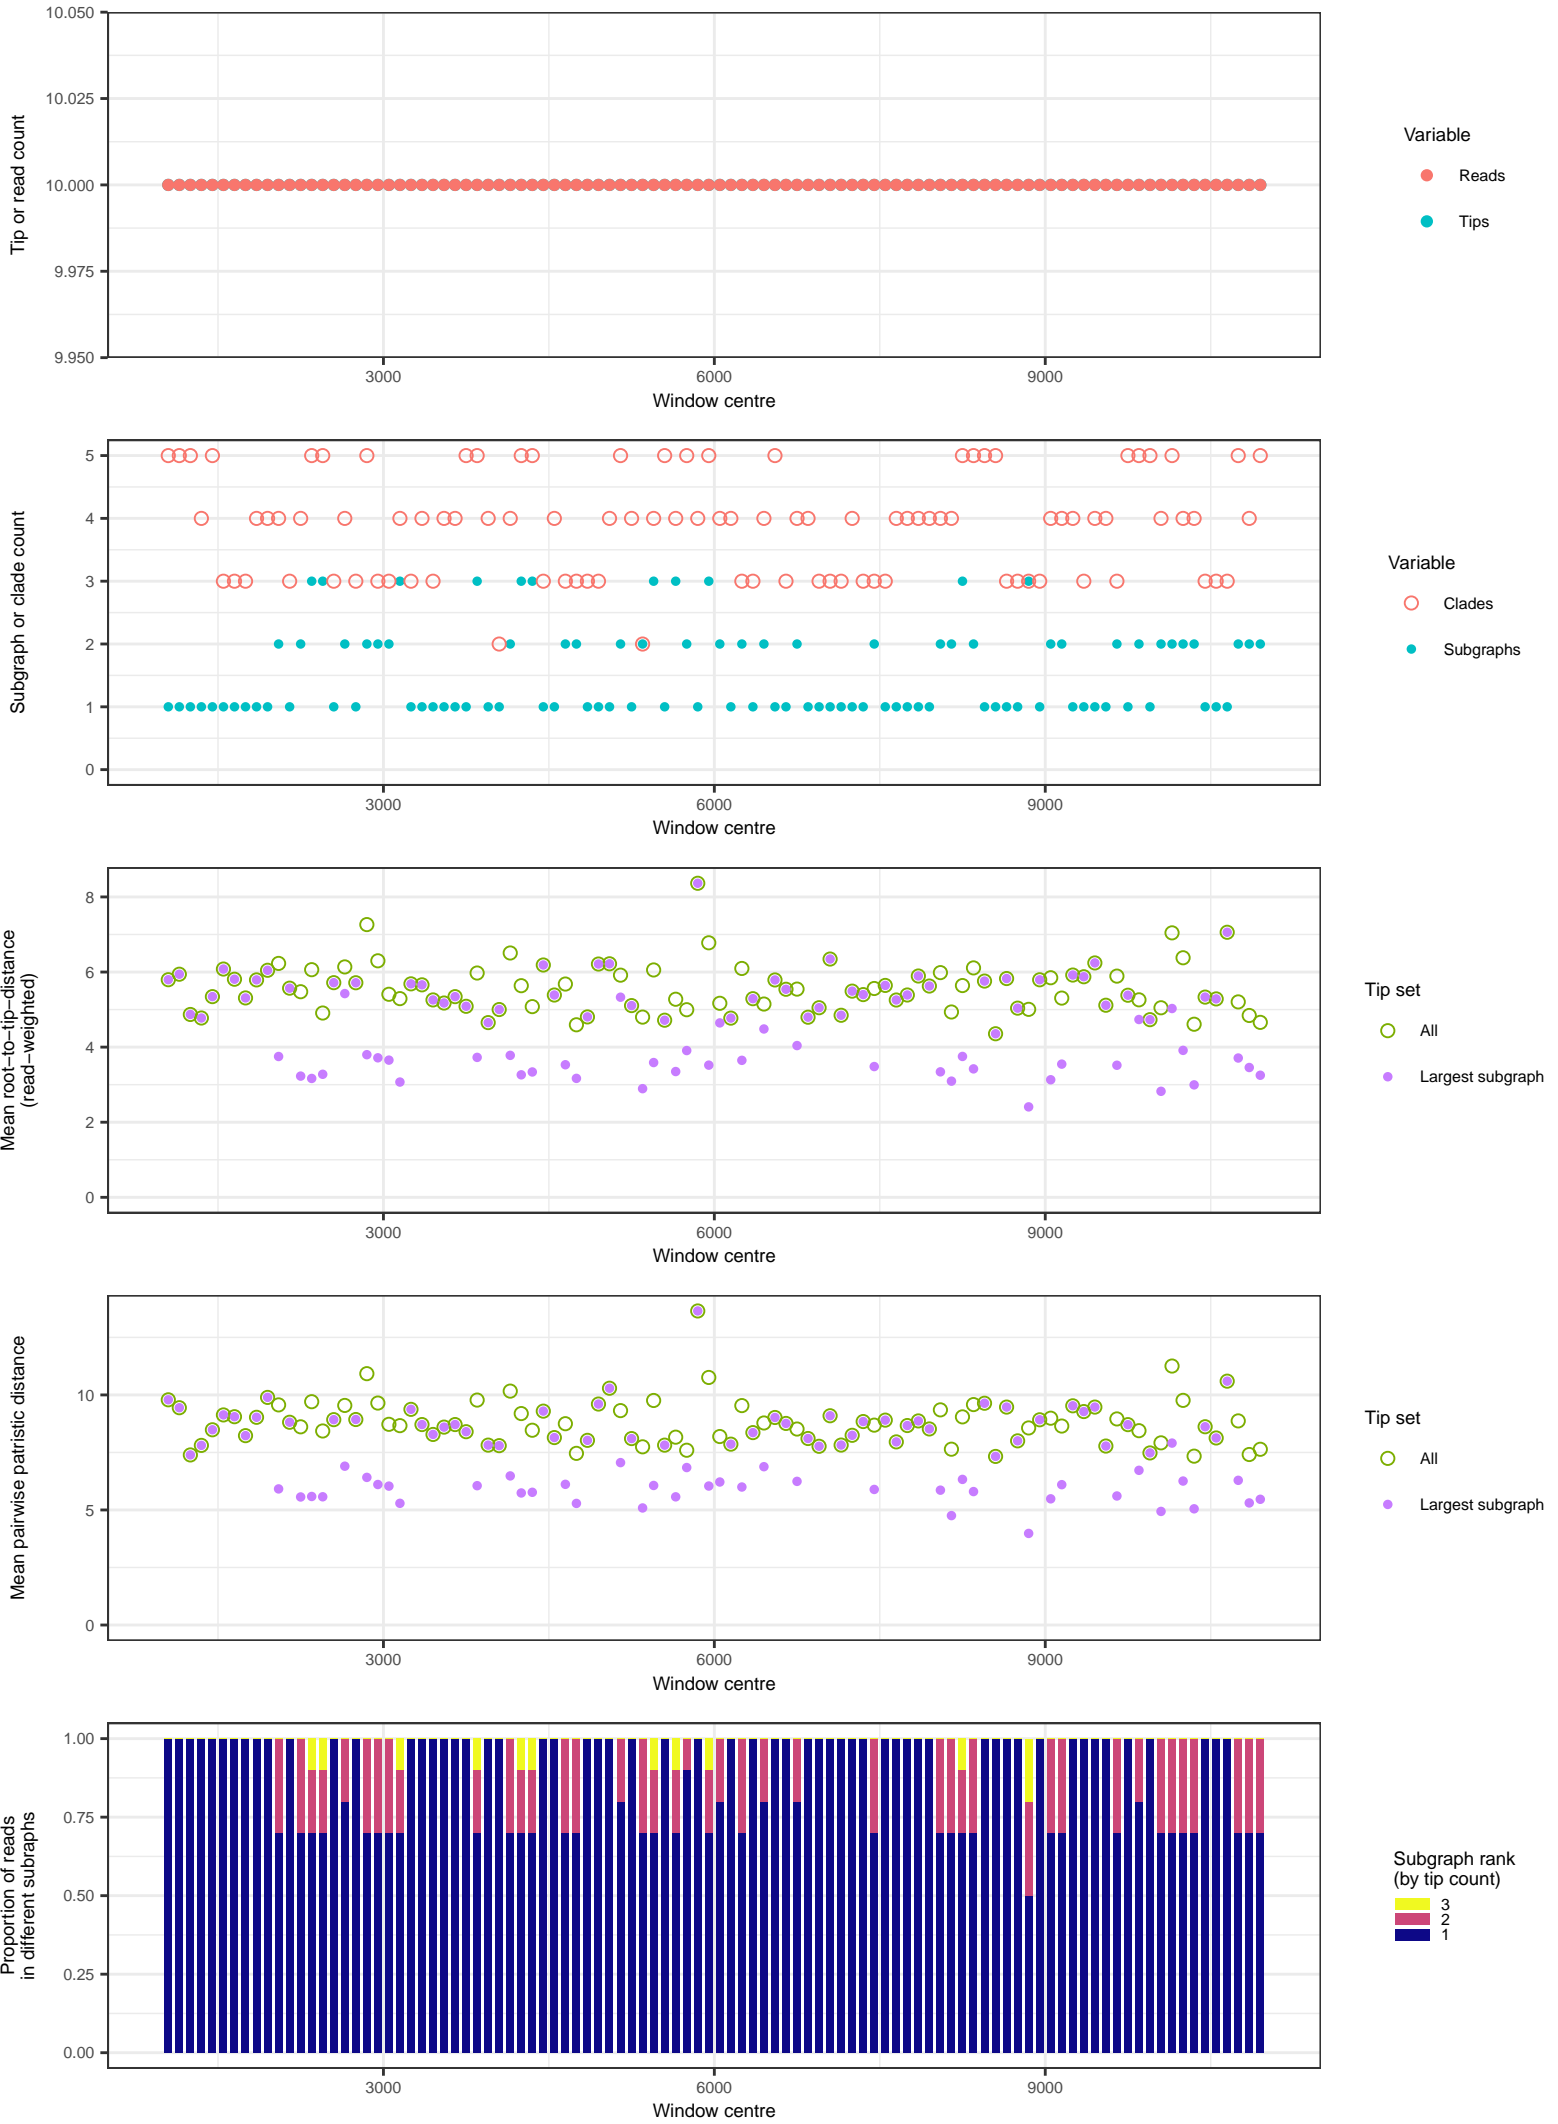 10.050
10.025
10.000
9.975
9.950
Tip or read count
3000 6000 9000
Window centre
Variable
Reads
Tips
5
4
3
2
1
0
Subgraph or clade count
3000 6000 9000
Window centre
Variable
Clades
Subgraphs
8
6
4
2
0
Mean root−to−tip−distance
(read−weighted)
3000 6000 9000
Window centre
Tip set
All
Largest subgraph
10
5
0
Mean pairwise patristic distance
3000 6000 9000
Window centre
Tip set
All
Largest subgraph
1.00
0.75
0.50
0.25
0.00
Proportion of reads
in different subraphs
3000 6000 9000
Window centre
Subgraph rank
(by tip count)
3
2
1